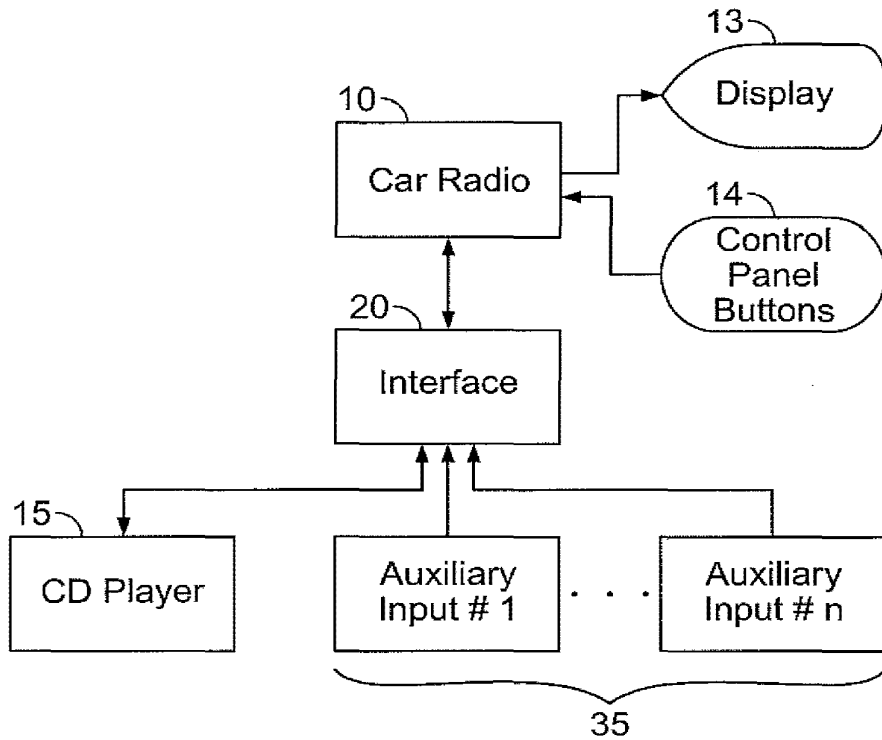 13
Display
10
Car Radio
14
Control
Panel
Buttons
20
Interface
15
CD Player
Auxiliary
Input # 1
. . .
Auxiliary
Input # n
35